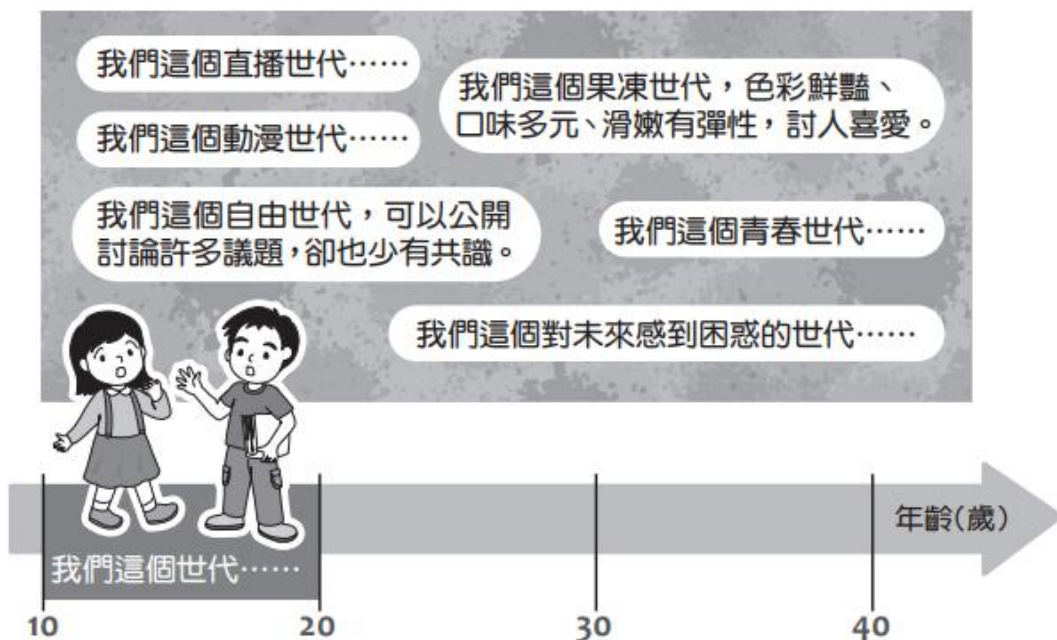 我們這個直播世代……
我們這個果凍世代，色彩鮮豔、
口味多元、滑嫩有彈性，討人喜愛。
我們這個動漫世代……
我們這個自由世代，可以公開
討論許多議題，卻也少有共識。
我們這個青春世代……
我們這個對未來感到困惑的世代……
年齡(歲)
我們這個世代……
10 20 30 40